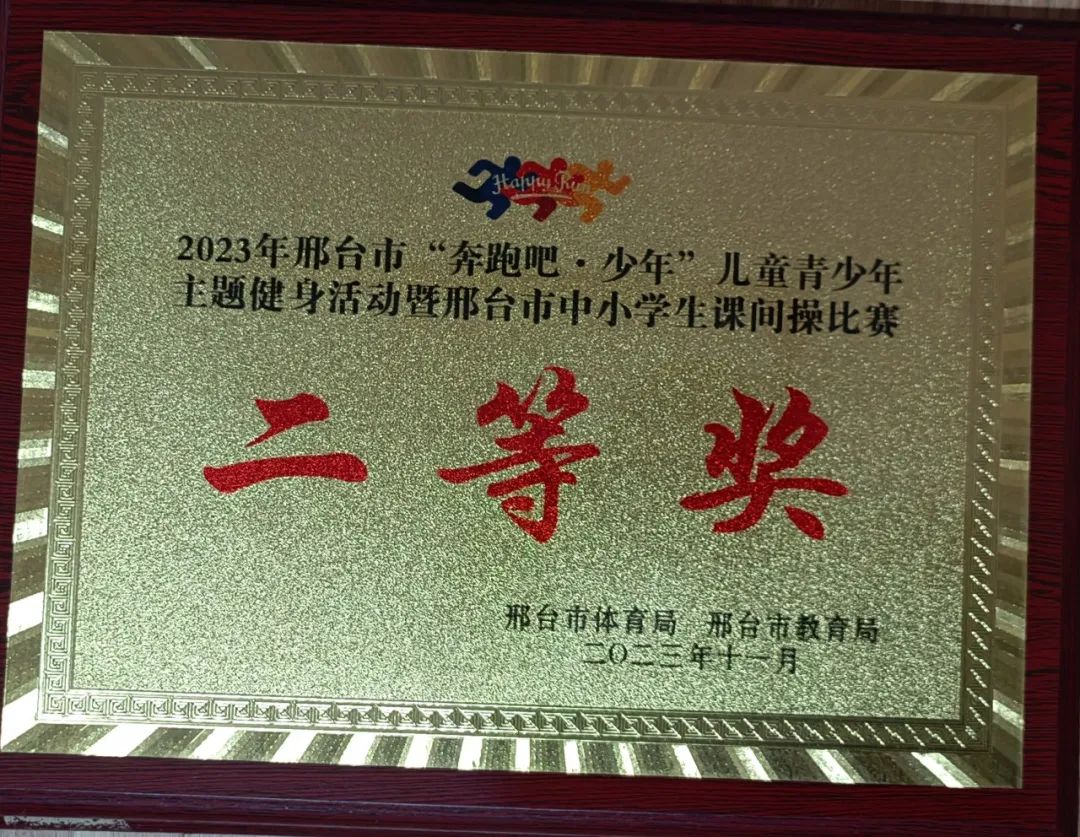 Happy Run
2023年邢台市“奔跑吧·少年”儿童青少年
主题健身活动暨邢台市中小学生课间操比赛
二等奖
邢台市体育局 邢台市教育局
二〇二三年十一月